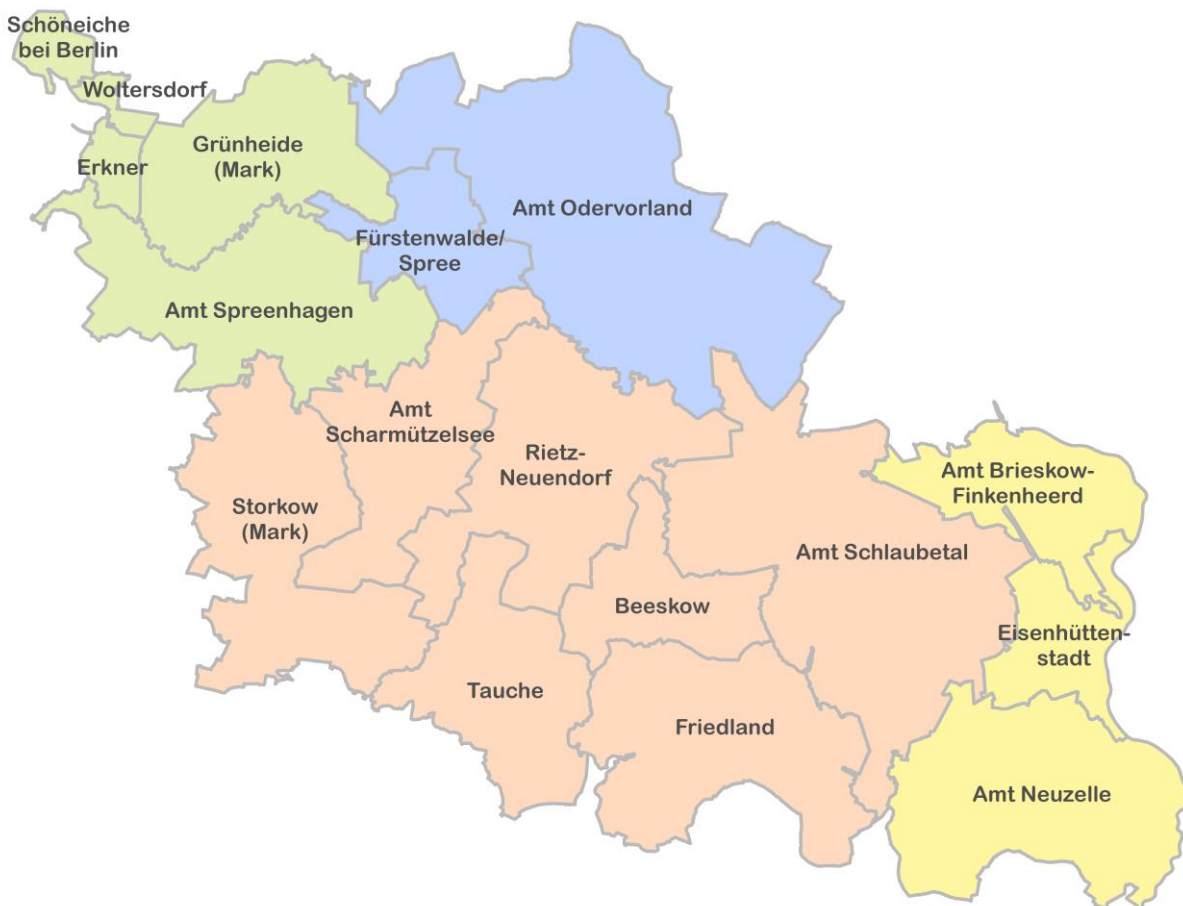 Schöneiche
bei Berlin
Woltersdorf
Erkner
Grünheide
(Mark)
Amt Odervorland
Fürstenwalde/
Spree
Amt Spreenhagen
Amt
Scharmützelsee
Rietz-
Neuendorf
Storkow
(Mark)
Amt Brieskow-
Finkenheerd
Amt Schlaubetal
Beeskow
Eisenhütten-
stadt
Tauche
Friedland
Amt Neuzelle